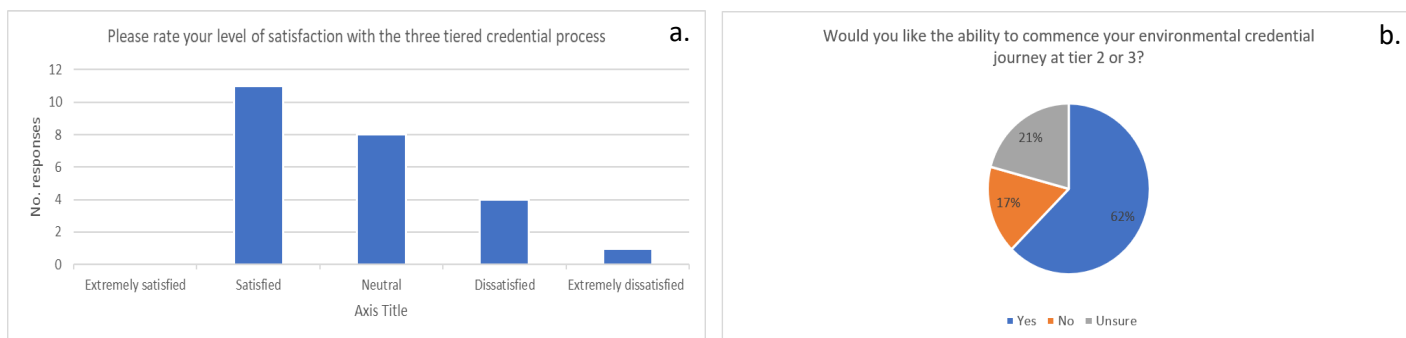 Please rate your level of satisfaction with the three tiered credential process
a.
12
10
8
6
4
2
0
No. responses
Extremely satisfied
Satisfied
Neutral
Dissatisfied
Extremely dissatisfied
Axis Title
Would you like the ability to commence your environmental credential
journey at tier 2 or 3?
b.
21%
17%
62%
Yes
No
Unsure